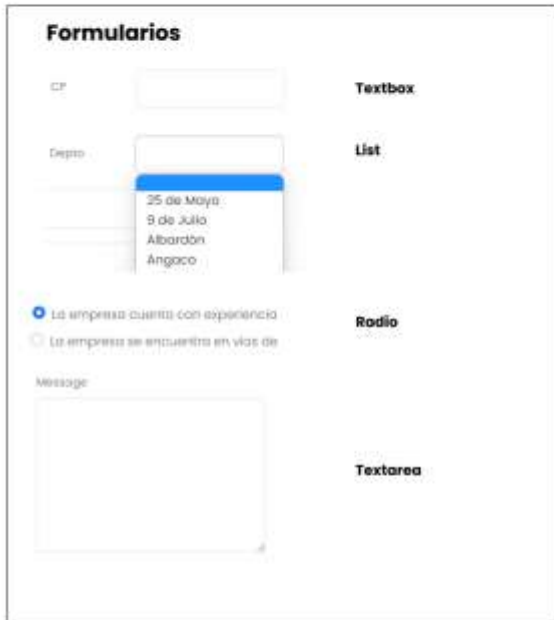 Formularios
CP
Textbox
Depto
List
25 de Mayo
9 de Julio
Albardón
Angaco
La empresa cuenta con experiencia
Radio
La empresa se encuentra en vías de
Message
Textarea